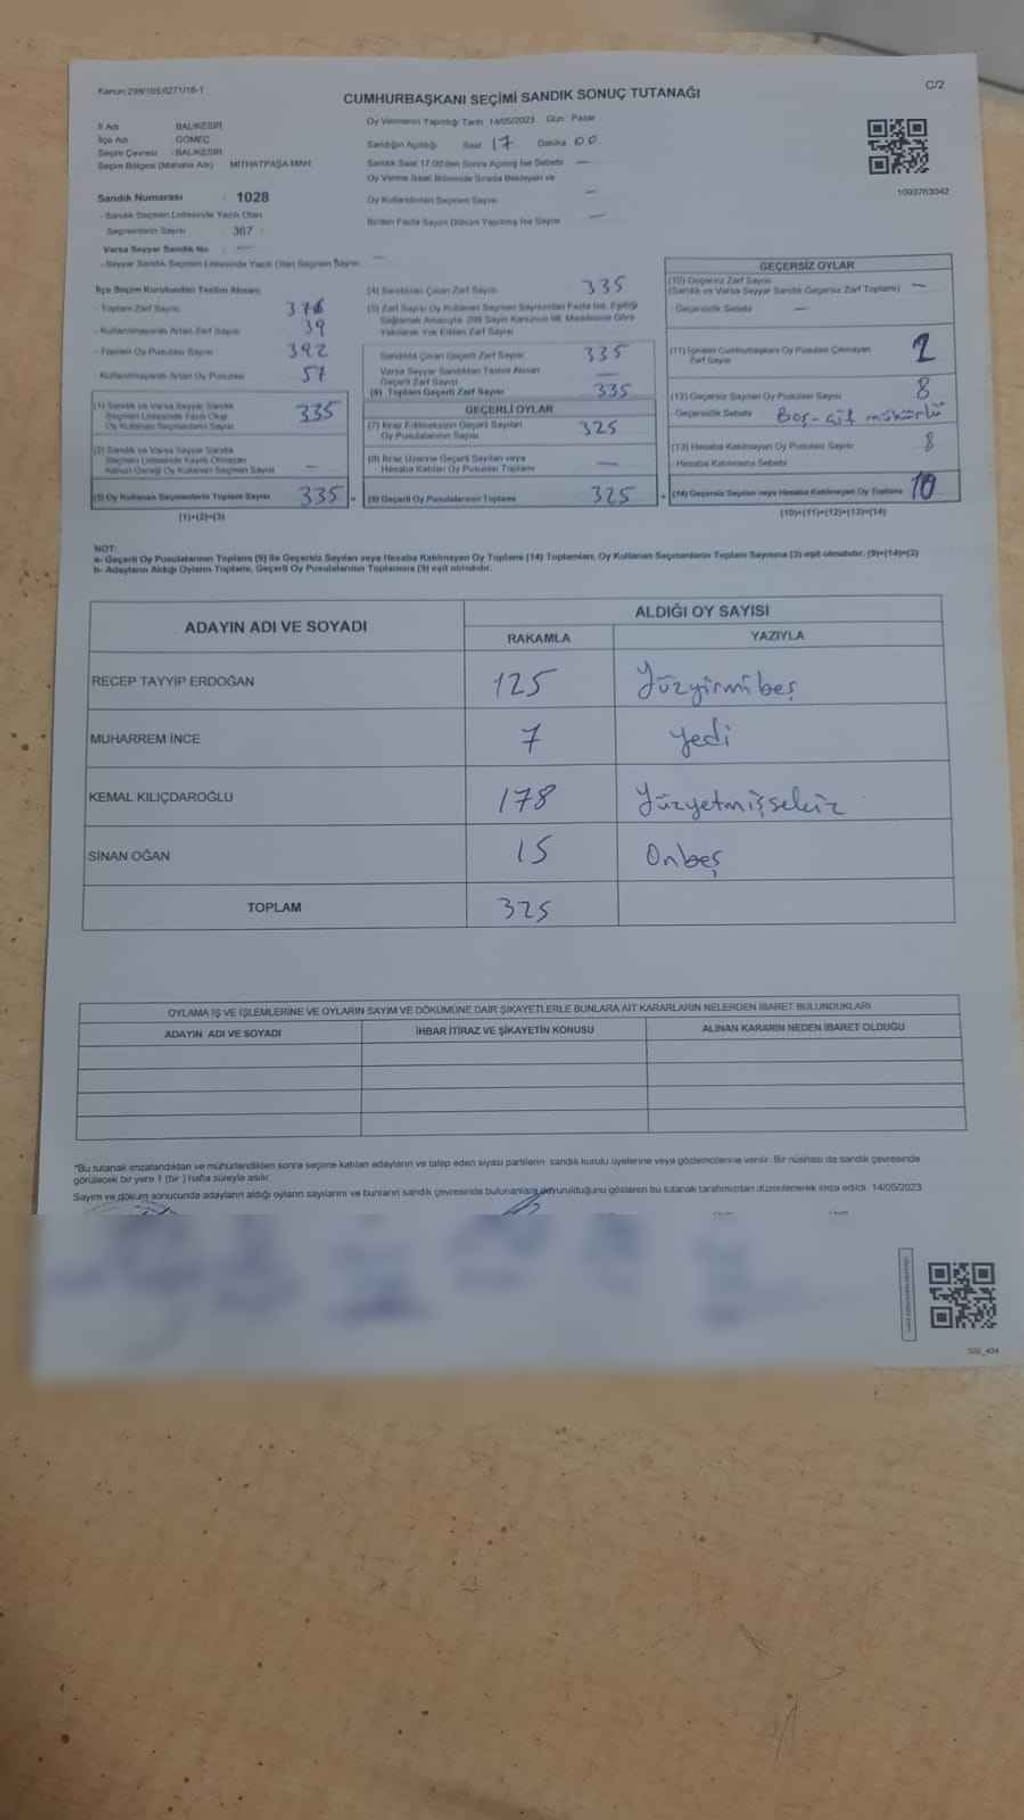 Kanun:298/105,6271/16-1
C/2
CUMHURBAŞKANI SEÇİMİ SANDIK SONUÇ TUTANAĞI
İl Adı BALIKESİR
İlçe Adı GÖMEÇ
Seçim Çevresi BALIKESİR
Seçim Bölgesi (Mahalle Adı) MİTHATPAŞA MAH.
Sandık Numarası : 1028
- Sandık Seçmen Listesinde Yazılı Olan
Seçmenlerin Sayısı : 367
Varsa Seyyar Sandık No : —
- Seyyar Sandık Seçmen Listesinde Yazılı Olan Seçmen Sayısı —
Oy Vermenin Yapıldığı Tarih 14/05/2023 Gün: Pazar
Sandığın Açıldığı Saat 17 Dakika 00
Sandık Saat 17.00'den Sonra Açılmış İse Sebebi —
Oy Verme Saati Bitiminde Sırada Bekleyen ve
Oy Kullandırılan Seçmen Sayısı —
Birden Fazla Sayım Döküm Yapılmış İse Sayısı —
1092763042
İlçe Seçim Kurulundan Teslim Alınan
- Toplam Zarf Sayısı
- Kullanılmayarak Artan Zarf Sayısı 39
- Toplam Oy Pusulası Sayısı 392
- Kullanılmayarak Artan Oy Pusulası 57
(1) Sandık ve Varsa Seyyar Sandık
Seçmen Listesinde Yazılı Olup
Oy Kullanan Seçmenlerin Sayısı 335
(2) Sandık ve Varsa Seyyar Sandık
Seçmen Listesinde Kayıtlı Olmayan
Kanun Gereği Oy Kullanan Seçmen Sayısı —
(3) Oy Kullanan Seçmenlerin Toplam Sayısı 335
(1)+(2)=(3)
(4) Sandıktan Çıkan Zarf Sayısı 335
(5) Zarf Sayısı Oy Kullanan Seçmen Sayısından Fazla İse, Eşitliği
Sağlamak Amacıyla 298 Sayılı Kanunun 98. Maddesine Göre
Yakılarak Yok Edilen Zarf Sayısı
Sandıkta Çıkan Geçerli Zarf Sayısı 335
Varsa Seyyar Sandıktan Teslim Alınan
Geçerli Zarf Sayısı —
(6) Toplam Geçerli Zarf Sayısı 335
GEÇERLİ OYLAR
(7) İtiraz Edilmeksizin Geçerli Sayılan
Oy Pusulalarının Sayısı 325
(8) İtiraz Üzerine Geçerli Sayılan veya
Hesaba Katılan Oy Pusulası Toplamı —
(9) Geçerli Oy Pusulalarının Toplamı 325
GEÇERSİZ OYLAR
(10) Geçersiz Zarf Sayısı
(Sandık ve Varsa Seyyar Sandık Geçersiz Zarf Toplamı) —
Geçersizlik Sebebi —
(11) İçinden Cumhurbaşkanı Oy Pusulası Çıkmayan
Zarf Sayısı 2
(12) Geçersiz Sayılan Oy Pusulası Sayısı 8
- Geçersizlik Sebebi Boş-çift mühürlü
(13) Hesaba Katılmayan Oy Pusulası Sayısı 8
- Hesaba Katılmama Sebebi
(14) Geçersiz Sayılan veya Hesaba Katılmayan Oy Toplamı 10
(10)+(11)+(12)+(13)=(14)
NOT:
a- Geçerli Oy Pusulalarının Toplamı (9) ile Geçersiz Sayılan veya Hesaba Katılmayan Oy Toplamı (14) Toplamları, Oy Kullanan Seçmenlerin Toplam Sayısına (3) eşit olmalıdır. (9)+(14)=(3)
b- Adayların Aldığı Oyların Toplamı, Geçerli Oy Pusulalarının Toplamına (9) eşit olmalıdır.
ADAYIN ADI VE SOYADI
ALDIĞI OY SAYISI
RAKAMLA YAZIYLA
RECEP TAYYİP ERDOĞAN 125 Yüzyirmibeş
MUHARREM İNCE 7 yedi
KEMAL KILIÇDAROĞLU 178 Yüzyetmişsekiz
SİNAN OĞAN 15 Onbeş
TOPLAM 325
OYLAMA İŞ VE İŞLEMLERİNE VE OYLARIN SAYIM VE DÖKÜMÜNE DAİR ŞİKAYETLERLE BUNLARA AİT KARARLARIN NELERDEN İBARET BULUNDUKLARI
ADAYIN ADI VE SOYADI İHBAR İTİRAZ VE ŞİKAYETİN KONUSU ALINAN KARARIN NEDEN İBARET OLDUĞU
*Bu tutanak imzalandıktan ve mühürlendikten sonra seçime katılan adayların ve talep eden siyasi partilerin sandık kurulu üyelerine veya gözlemcilerine verilir. Bir nüshası da sandık çevresinde
görülecek bir yere 1 (bir ) hafta süreyle asılır.
Sayım ve döküm sonucunda adayların aldığı oyların sayılarını ve bunların sandık çevresinde bulunanlara duyurulduğunu gösteren bu tutanak tarafımızdan düzenlenerek imza edildi. 14/05/2023